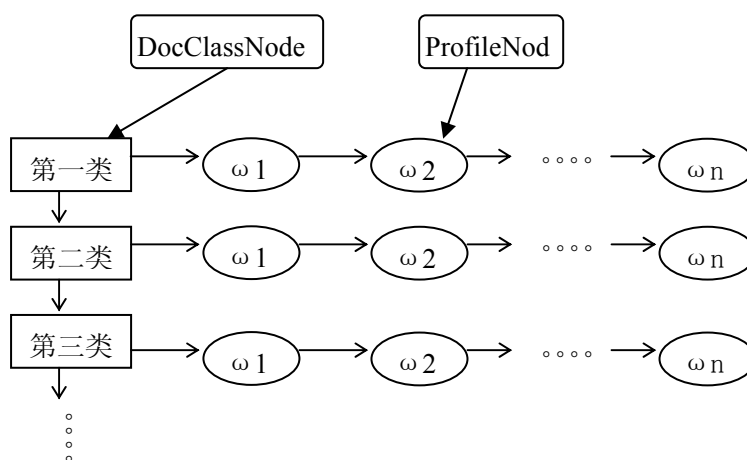 DocClassNode ProfileNod
第一类 ω1 ω2 。。。。 ωn
第二类 ω1 ω2 。。。。 ωn
第三类 ω1 ω2 。。。。 ωn
。。。。